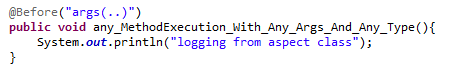 @Before("args(..)")
public void any_MethodExecution_With_Any_Args_And_Any_Type(){
System.out.println("logging from aspect class");
}